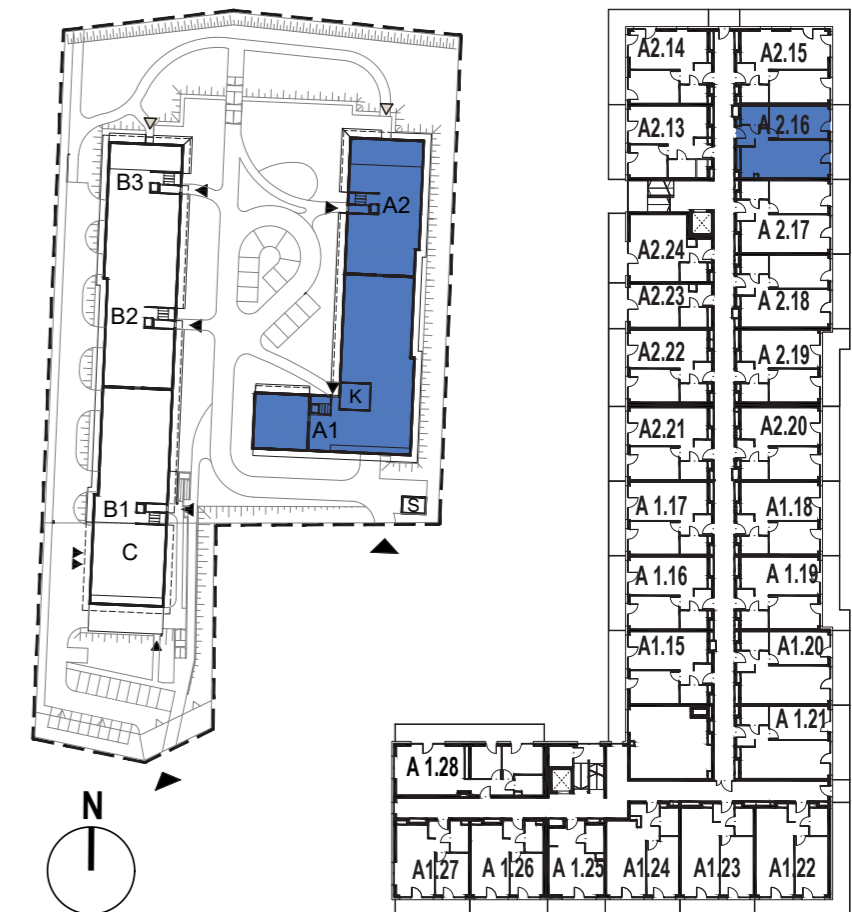 B3
A2
B2
K
A1
B1
S
C
N
A2.14
A2.15
A2.13
A 2.16
A 2.17
A2.24
A2.23
A 2.18
A2.22
A 2.19
A2.21
A2.20
A 1.17
A1.18
A 1.16
A 1.19
A1.15
A1.20
A 1.21
A 1.28
A1.27
A 1.26
A 1.25
A1.24
A1.23
A1.22